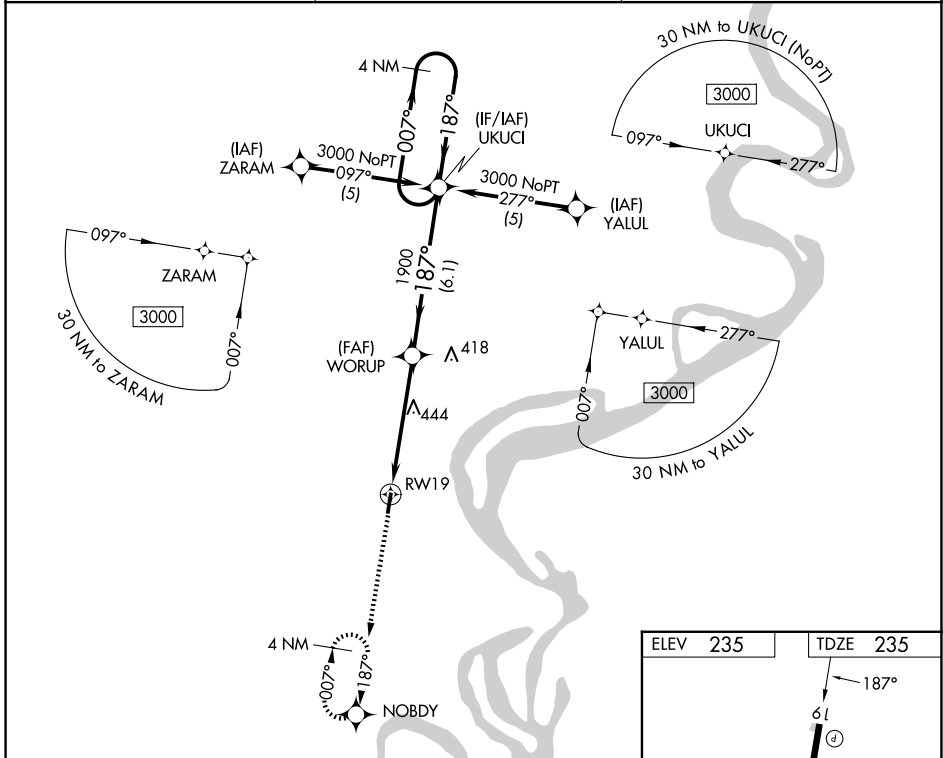 30 NM to UKUCI (NoPT)
3000
UKUCI
097°
277°
4 NM
007°
187°
(IF/IAF)
UKUCI
(IAF)
ZARAM
3000 NoPT
097°
(5)
3000 NoPT
277°
(5)
(IAF)
YALUL
097°
ZARAM
3000
007°
30 NM to ZARAM
1900
187°
(6.1)
(FAF)
WORUP
418
444
YALUL
277°
3000
007°
30 NM to YALUL
RW19
4 NM
007°
187°
NOBDY
ELEV 235
TDZE 235
187°
19
P